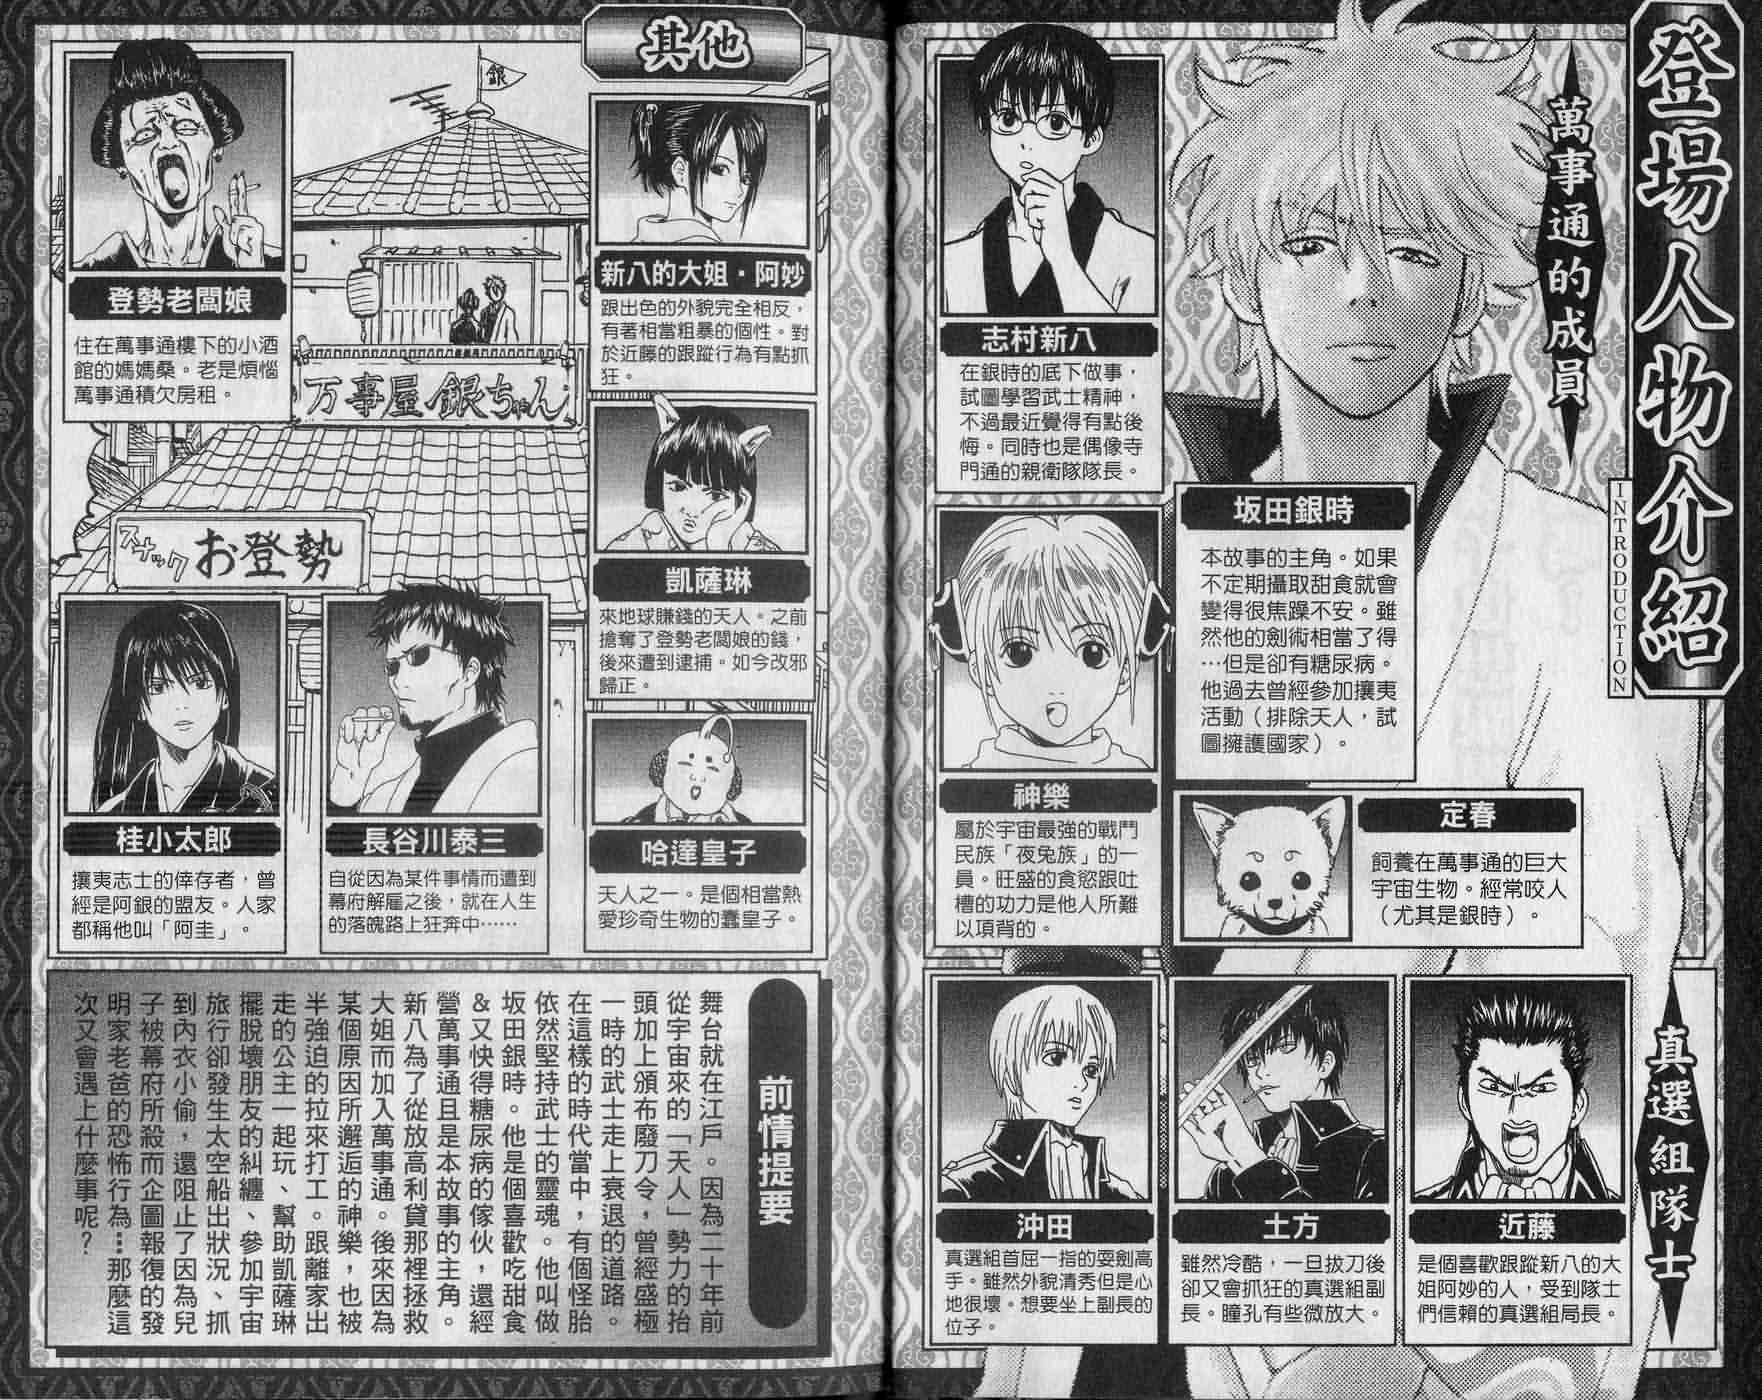 登場人物介紹
INTRODUCTION
萬事通的成員
坂田銀時
本故事的主角。如果
不定期攝取甜食就會
變得很焦躁不安。雖
然他的劍術相當了得
…但是卻有糖尿病。
他過去曾經參加攘夷
活動（排除天人，試
圖擁護國家）。
志村新八
在銀時的底下做事，
試圖學習武士精神，
不過最近覺得有點後
悔。同時也是偶像寺
門通的親衛隊隊長。
神樂
屬於宇宙最強的戰鬥
民族「夜兔族」的一
員。旺盛的食慾跟吐
槽的功力是他人所難
以項背的。
定春
飼養在萬事通的巨大
宇宙生物。經常咬人
（尤其是銀時）。
真選組隊士
近藤
是個喜歡跟蹤新八的大
姐阿妙的人，受到隊士
們信賴的真選組局長。
土方
雖然冷酷，一旦拔刀後
卻又會抓狂的真選組副
長。瞳孔有些微放大。
沖田
真選組首屈一指的耍劍高
手。雖然外貌清秀但是心
地很壞。想要坐上副長的
位子。
其他
新八的大姐・阿妙
跟出色的外貌完全相反，
有著相當粗暴的個性。對
於近藤的跟蹤行為有點抓
狂。
登勢老闆娘
住在萬事通樓下的小酒
館的媽媽桑。老是煩惱
萬事通積欠房租。
銀
万事屋銀ちゃん
スナック お登勢
凱薩琳
來地球賺錢的天人。之前
搶奪了登勢老闆娘的錢，
後來遭到逮捕。如今改邪
歸正。
哈達皇子
天人之一。是個相當熱
愛珍奇生物的蠢皇子。
長谷川泰三
自從因為某件事情而遭到
幕府解雇之後，就在人生
的落魄路上狂奔中……
桂小太郎
攘夷志士的倖存者，曾
經是阿銀的盟友。人家
都稱他叫「阿圭」。
前情提要
舞台就在江戶。因為二十年前
從宇宙來的「天人」勢力的抬
頭加上頒布廢刀令，曾經盛極
一時的武士走上衰退的道路。
在這樣的時代當中，有個怪胎
依然堅持武士的靈魂。他叫做
坂田銀時。他是個喜歡吃甜食
&又快得糖尿病的傢伙，還經
營萬事通且是本故事的主角。
新八為了從放高利貸那裡拯救
大姐而加入萬事通。後來因為
某個原因所邂逅的神樂，也被
半強迫的拉來打工。跟離家出
走的公主一起玩、幫助凱薩琳
擺脫壞朋友的糾纏、參加宇宙
旅行卻發生太空船出狀況、抓
到內衣小偷，還阻止了因為兒
子被幕府所殺而企圖報復的發
明家老爸的恐怖行為…那麼這
次又會遇上什麼事呢？